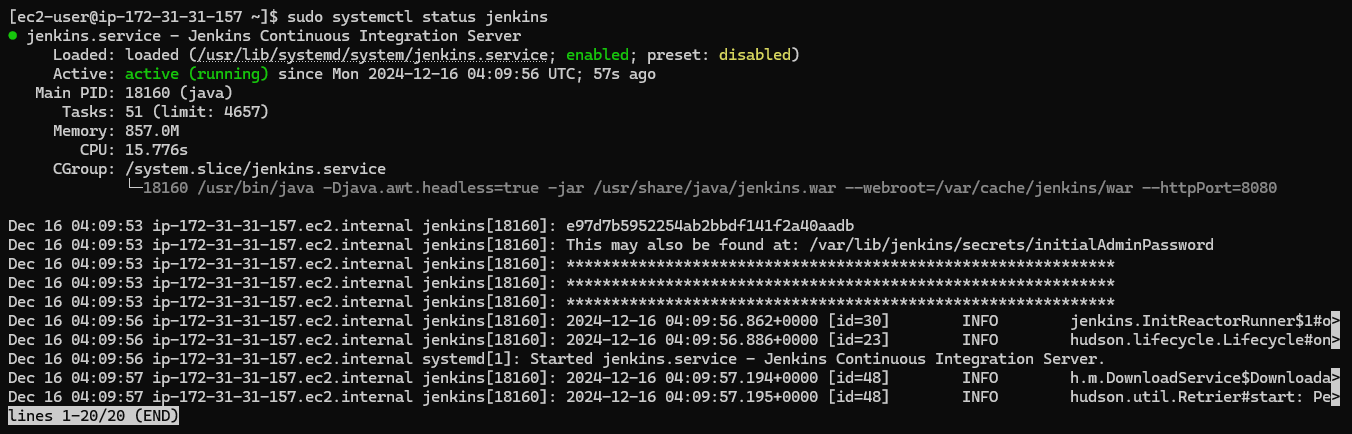 [ec2-user@ip-172-31-31-157 ~]$ sudo systemctl status jenkins
● jenkins.service - Jenkins Continuous Integration Server
     Loaded: loaded (/usr/lib/systemd/system/jenkins.service; enabled; preset: disabled)
     Active: active (running) since Mon 2024-12-16 04:09:56 UTC; 57s ago
   Main PID: 18160 (java)
      Tasks: 51 (limit: 4657)
     Memory: 857.0M
        CPU: 15.776s
     CGroup: /system.slice/jenkins.service
             └─18160 /usr/bin/java -Djava.awt.headless=true -jar /usr/share/java/jenkins.war --webroot=/var/cache/jenkins/war --httpPort=8080

Dec 16 04:09:53 ip-172-31-31-157.ec2.internal jenkins[18160]: e97d7b5952254ab2bbdf141f2a40aadb
Dec 16 04:09:53 ip-172-31-31-157.ec2.internal jenkins[18160]: This may also be found at: /var/lib/jenkins/secrets/initialAdminPassword
Dec 16 04:09:53 ip-172-31-31-157.ec2.internal jenkins[18160]: *************************************************************
Dec 16 04:09:53 ip-172-31-31-157.ec2.internal jenkins[18160]: *************************************************************
Dec 16 04:09:53 ip-172-31-31-157.ec2.internal jenkins[18160]: *************************************************************
Dec 16 04:09:56 ip-172-31-31-157.ec2.internal jenkins[18160]: 2024-12-16 04:09:56.862+0000 [id=30]        INFO        jenkins.InitReactorRunner$1#o>
Dec 16 04:09:56 ip-172-31-31-157.ec2.internal jenkins[18160]: 2024-12-16 04:09:56.886+0000 [id=23]        INFO        hudson.lifecycle.Lifecycle#on>
Dec 16 04:09:56 ip-172-31-31-157.ec2.internal systemd[1]: Started jenkins.service - Jenkins Continuous Integration Server.
Dec 16 04:09:57 ip-172-31-31-157.ec2.internal jenkins[18160]: 2024-12-16 04:09:57.194+0000 [id=48]        INFO        h.m.DownloadService$Downloada>
Dec 16 04:09:57 ip-172-31-31-157.ec2.internal jenkins[18160]: 2024-12-16 04:09:57.195+0000 [id=48]        INFO        hudson.util.Retrier#start: Pe>
lines 1-20/20 (END)